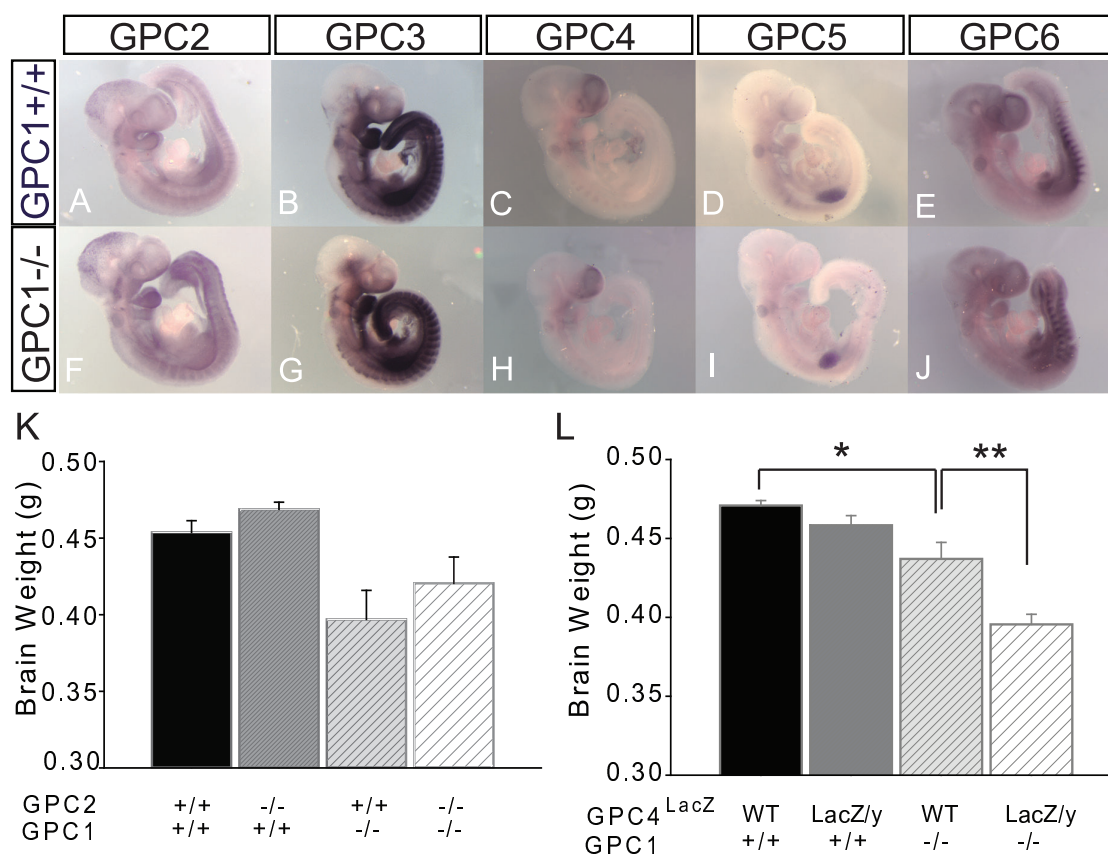 GPC2 GPC3 GPC4 GPC5 GPC6
GPC1+/+
A B C D E
GPC1-/-
F G H I J
K
Brain Weight (g)
0.50
0.45
0.40
0.35
0.30
GPC2 +/+ -/- +/+ -/-
GPC1 +/+ +/+ -/- -/-
L
* **
Brain Weight (g)
0.50
0.45
0.40
0.35
0.30
GPC4 LacZ WT LacZ/y WT LacZ/y
GPC1 +/+ +/+ -/- -/-